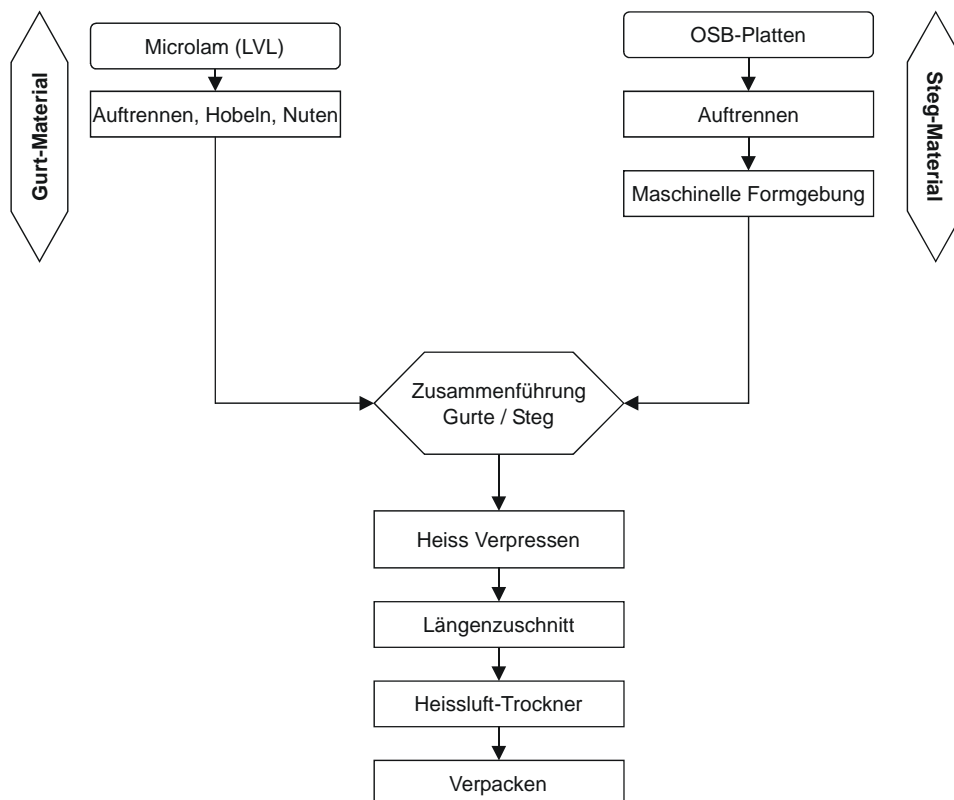 Gurt-Material
Microlam (LVL)
Auftrennen, Hobeln, Nuten
OSB-Platten
Auftrennen
Maschinelle Formgebung
Steg-Material
Zusammenführung
Gurte / Steg
Heiss Verpressen
Längenzuschnitt
Heissluft-Trockner
Verpacken